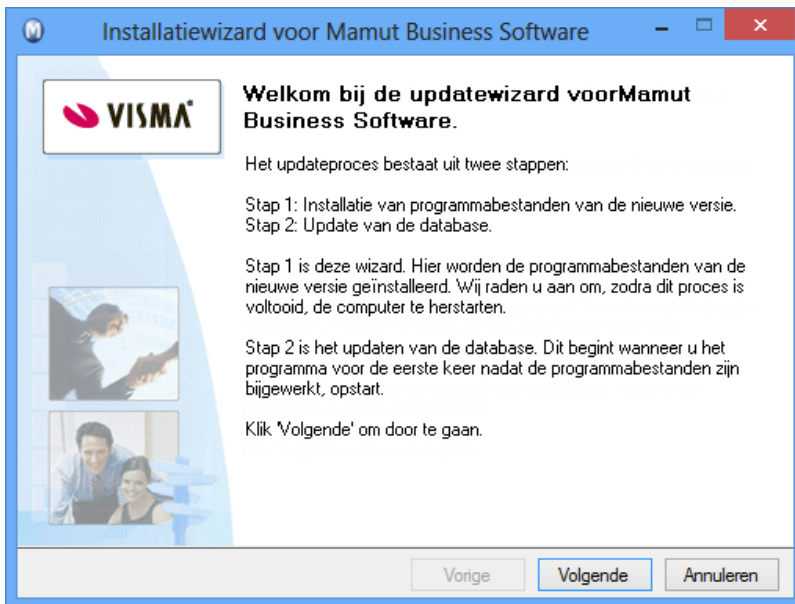 Installatiewizard voor Mamut Business Software
VISMA
Welkom bij de updatewizard voorMamut
Business Software.
Het updateproces bestaat uit twee stappen:
Stap 1: Installatie van programmabestanden van de nieuwe versie.
Stap 2: Update van de database.
Stap 1 is deze wizard. Hier worden de programmabestanden van de
nieuwe versie geïnstalleerd. Wij raden u aan om, zodra dit proces is
voltooid, de computer te herstarten.
Stap 2 is het updaten van de database. Dit begint wanneer u het
programma voor de eerste keer nadat de programmabestanden zijn
bijgewerkt, opstart.
Klik 'Volgende' om door te gaan.
Vorige Volgende Annuleren